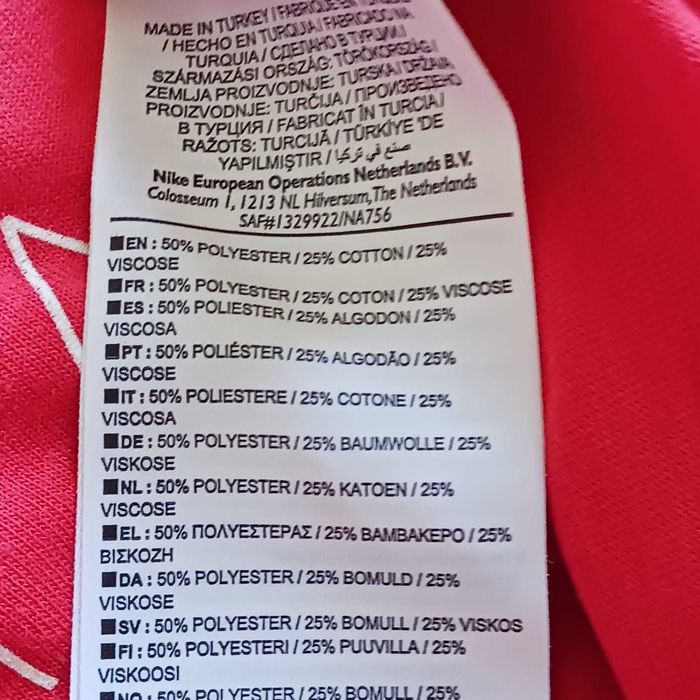 MADE IN TURKEY / FABRIQUÉ EN
/ HECHO EN TURQUIA / FABRICADO NA
TURQUIA / СДЕЛАНО В ТУРЦИИ /
SZÁRMAZÁSI ORSZÁG: TÖRÖKORSZÁG /
ZEMLJA PROIZVODNJE: TURSKA / DRŽAVA
PROIZVODNJE: TURČIJA / ПРОИЗВЕДЕНО
В ТУРЦИЯ / FABRICAT ÎN TURCIA /
RAŽOTS: TURCIJĀ / TÜRKİYE 'DE
YAPILMIŞTIR / صنع في تركيا
Nike European Operations Netherlands B.V.
Colosseum 1, 1213 NL Hilversum, The Netherlands
SAF#1329922/NA756
EN : 50% POLYESTER / 25% COTTON / 25%
VISCOSE
FR : 50% POLYESTER / 25% COTON / 25% VISCOSE
ES : 50% POLIESTER / 25% ALGODON / 25%
VISCOSA
PT : 50% POLIÉSTER / 25% ALGODÃO / 25%
VISCOSE
IT : 50% POLIESTERE / 25% COTONE / 25%
VISCOSA
DE : 50% POLYESTER / 25% BAUMWOLLE / 25%
VISKOSE
NL : 50% POLYESTER / 25% KATOEN / 25%
VISCOSE
EL : 50% ΠΟΛΥΕΣΤΕΡΑΣ / 25% ΒΑΜΒΑΚΕΡΟ / 25%
ΒΙΣΚΟΖΗ
DA : 50% POLYESTER / 25% BOMULD / 25%
VISKOSE
SV : 50% POLYESTER / 25% BOMULL / 25% VISKOS
FI : 50% POLYESTERI / 25% PUUVILLA / 25%
VISKOOSI
NO : 50% POLYESTER / 25% BOMULL / 25%